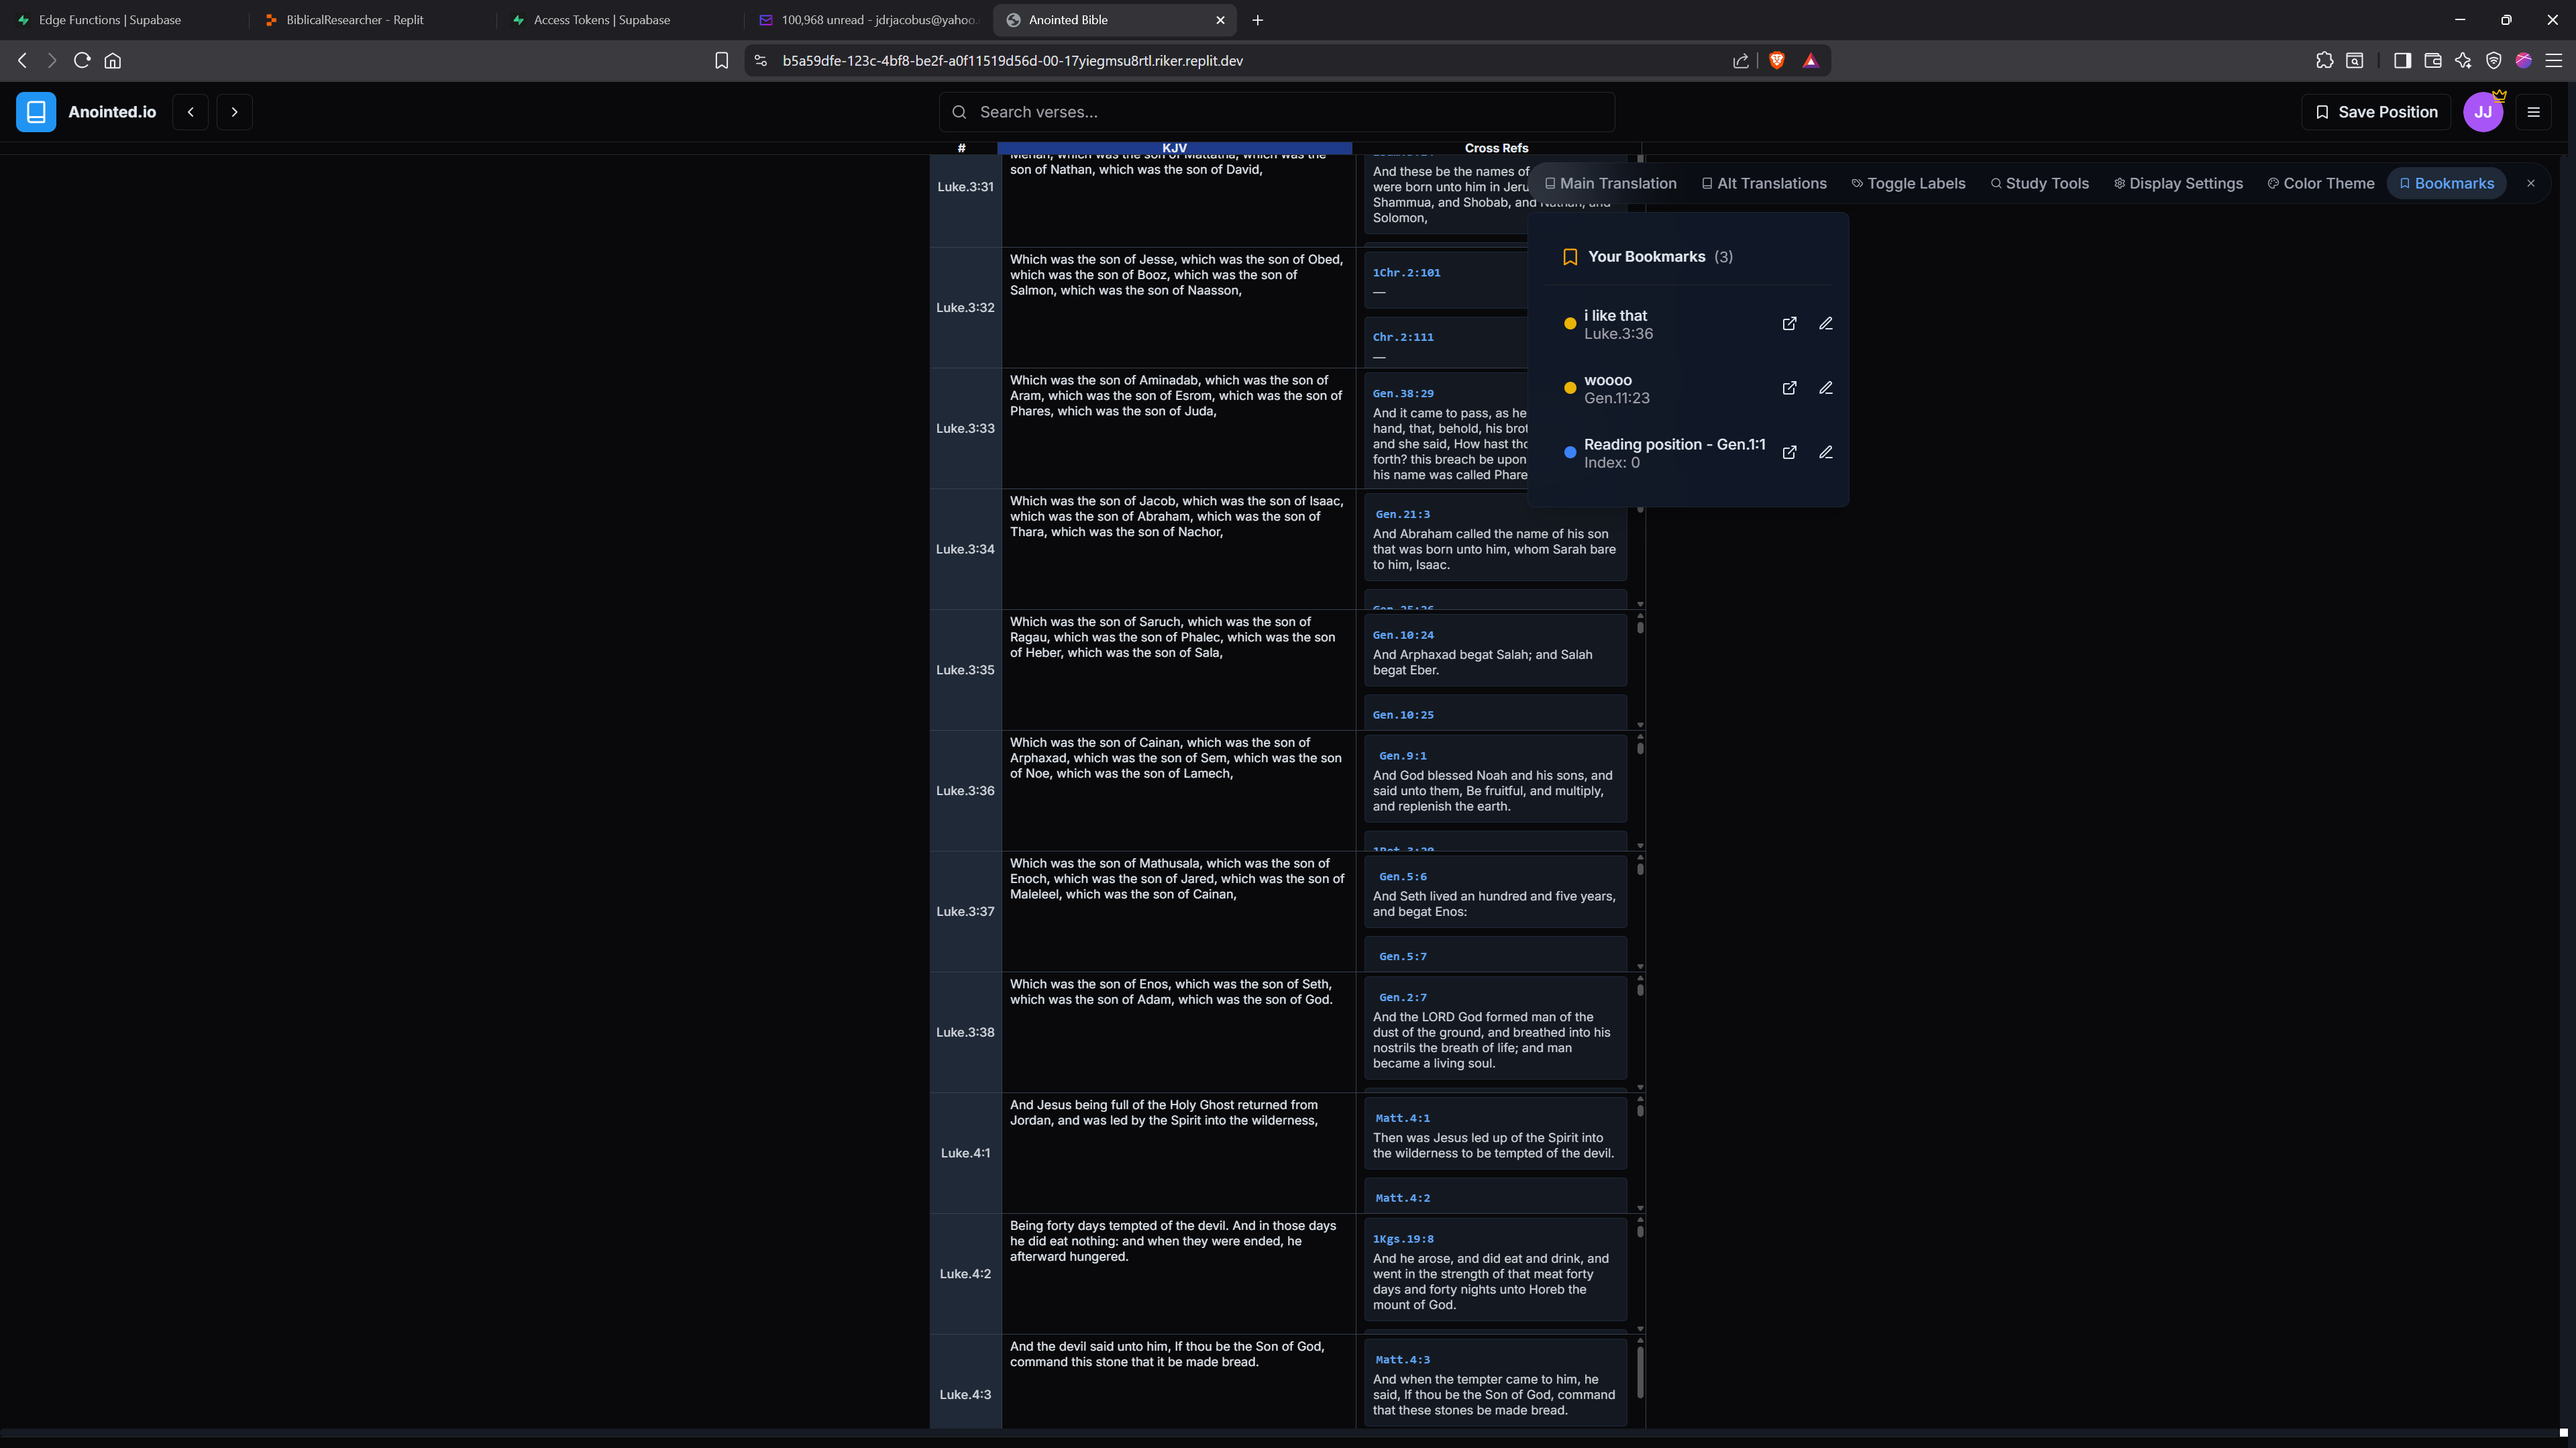 Edge Functions | Supabase
BiblicalResearcher - Replit
Access Tokens | Supabase
100,968 unread - jdrjacobus@yahoo.
Anointed Bible
b5a59dfe-123c-4bf8-be2f-a0f11519d56d-00-17yiegmsu8rtl.riker.replit.dev
Anointed.io
Search verses...
Save Position
JJ
# KJV Cross Refs
Main Translation
Alt Translations
Toggle Labels
Study Tools
Display Settings
Color Theme
Bookmarks
Your Bookmarks (3)
i like that
Luke.3:36
woooo
Gen.11:23
Reading position - Gen.1:1
Index: 0
Luke.3:31
Menan, which was the son of Mattatha, which was the
son of Nathan, which was the son of David,
And these be the names of
were born unto him in Jeru
Shammua, and Shobab, and Nathan, and
Solomon,
Luke.3:32
Which was the son of Jesse, which was the son of Obed,
which was the son of Booz, which was the son of
Salmon, which was the son of Naasson,
1Chr.2:101
—
Chr.2:111
—
Luke.3:33
Which was the son of Aminadab, which was the son of
Aram, which was the son of Esrom, which was the son of
Phares, which was the son of Juda,
Gen.38:29
And it came to pass, as he
hand, that, behold, his brot
and she said, How hast tho
forth? this breach be upon
his name was called Phare
Luke.3:34
Which was the son of Jacob, which was the son of Isaac,
which was the son of Abraham, which was the son of
Thara, which was the son of Nachor,
Gen.21:3
And Abraham called the name of his son
that was born unto him, whom Sarah bare
to him, Isaac.
Gen.25:26
Luke.3:35
Which was the son of Saruch, which was the son of
Ragau, which was the son of Phalec, which was the son
of Heber, which was the son of Sala,
Gen.10:24
And Arphaxad begat Salah; and Salah
begat Eber.
Gen.10:25
Luke.3:36
Which was the son of Cainan, which was the son of
Arphaxad, which was the son of Sem, which was the son
of Noe, which was the son of Lamech,
Gen.9:1
And God blessed Noah and his sons, and
said unto them, Be fruitful, and multiply,
and replenish the earth.
1Pet.3:20
Luke.3:37
Which was the son of Mathusala, which was the son of
Enoch, which was the son of Jared, which was the son of
Maleleel, which was the son of Cainan,
Gen.5:6
And Seth lived an hundred and five years,
and begat Enos:
Gen.5:7
Luke.3:38
Which was the son of Enos, which was the son of Seth,
which was the son of Adam, which was the son of God.
Gen.2:7
And the LORD God formed man of the
dust of the ground, and breathed into his
nostrils the breath of life; and man
became a living soul.
Luke.4:1
And Jesus being full of the Holy Ghost returned from
Jordan, and was led by the Spirit into the wilderness,
Matt.4:1
Then was Jesus led up of the Spirit into
the wilderness to be tempted of the devil.
Matt.4:2
Luke.4:2
Being forty days tempted of the devil. And in those days
he did eat nothing: and when they were ended, he
afterward hungered.
1Kgs.19:8
And he arose, and did eat and drink, and
went in the strength of that meat forty
days and forty nights unto Horeb the
mount of God.
Luke.4:3
And the devil said unto him, If thou be the Son of God,
command this stone that it be made bread.
Matt.4:3
And when the tempter came to him, he
said, If thou be the Son of God, command
that these stones be made bread.